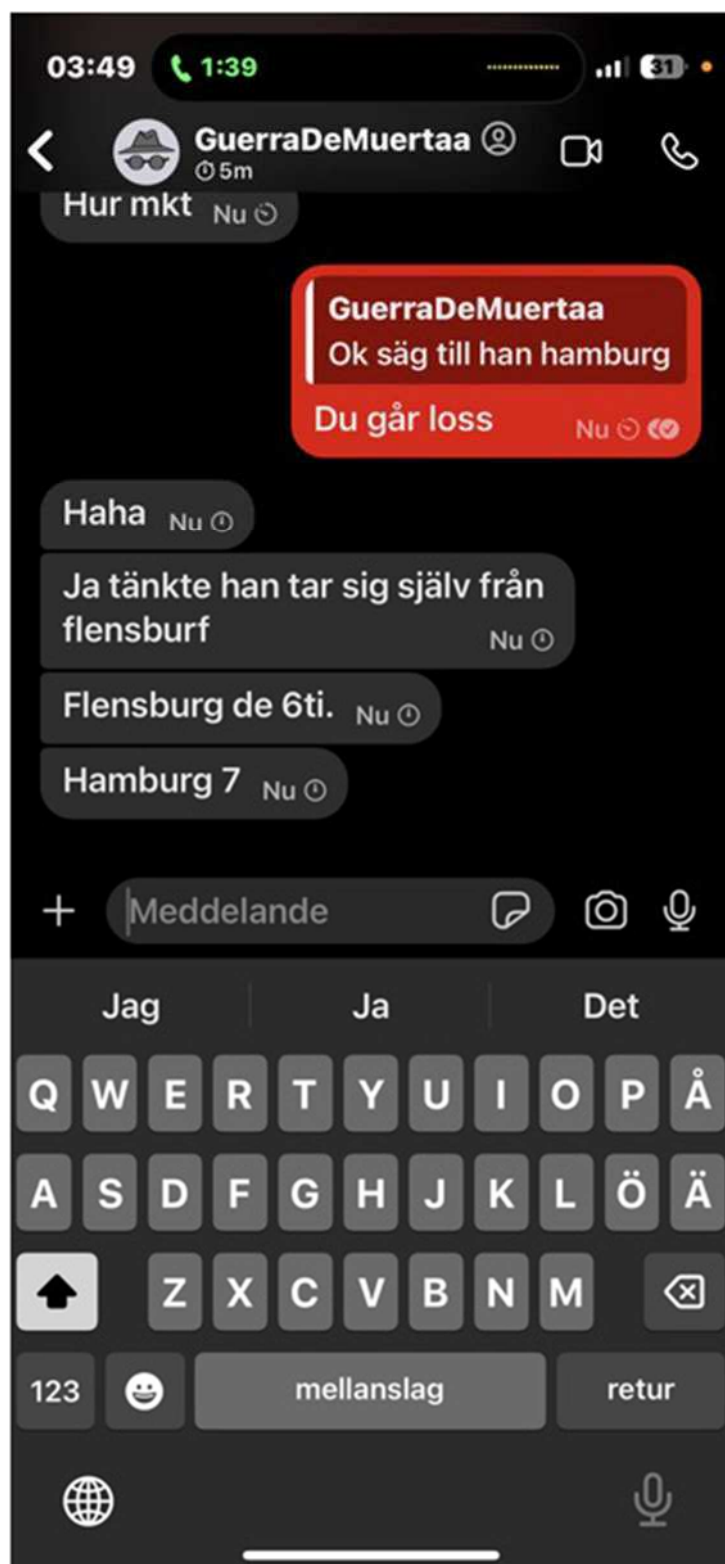 03:49 1:39 31
GuerraDeMuertaa
5m
Hur mkt Nu
GuerraDeMuertaa
Ok säg till han hamburg
Du går loss Nu
Haha Nu
Ja tänkte han tar sig själv från
flensburf Nu
Flensburg de 6ti. Nu
Hamburg 7 Nu
Meddelande
Jag Ja Det
Q W E R T Y U I O P Å
A S D F G H J K L Ö Ä
Z X C V B N M
123 mellanslag retur